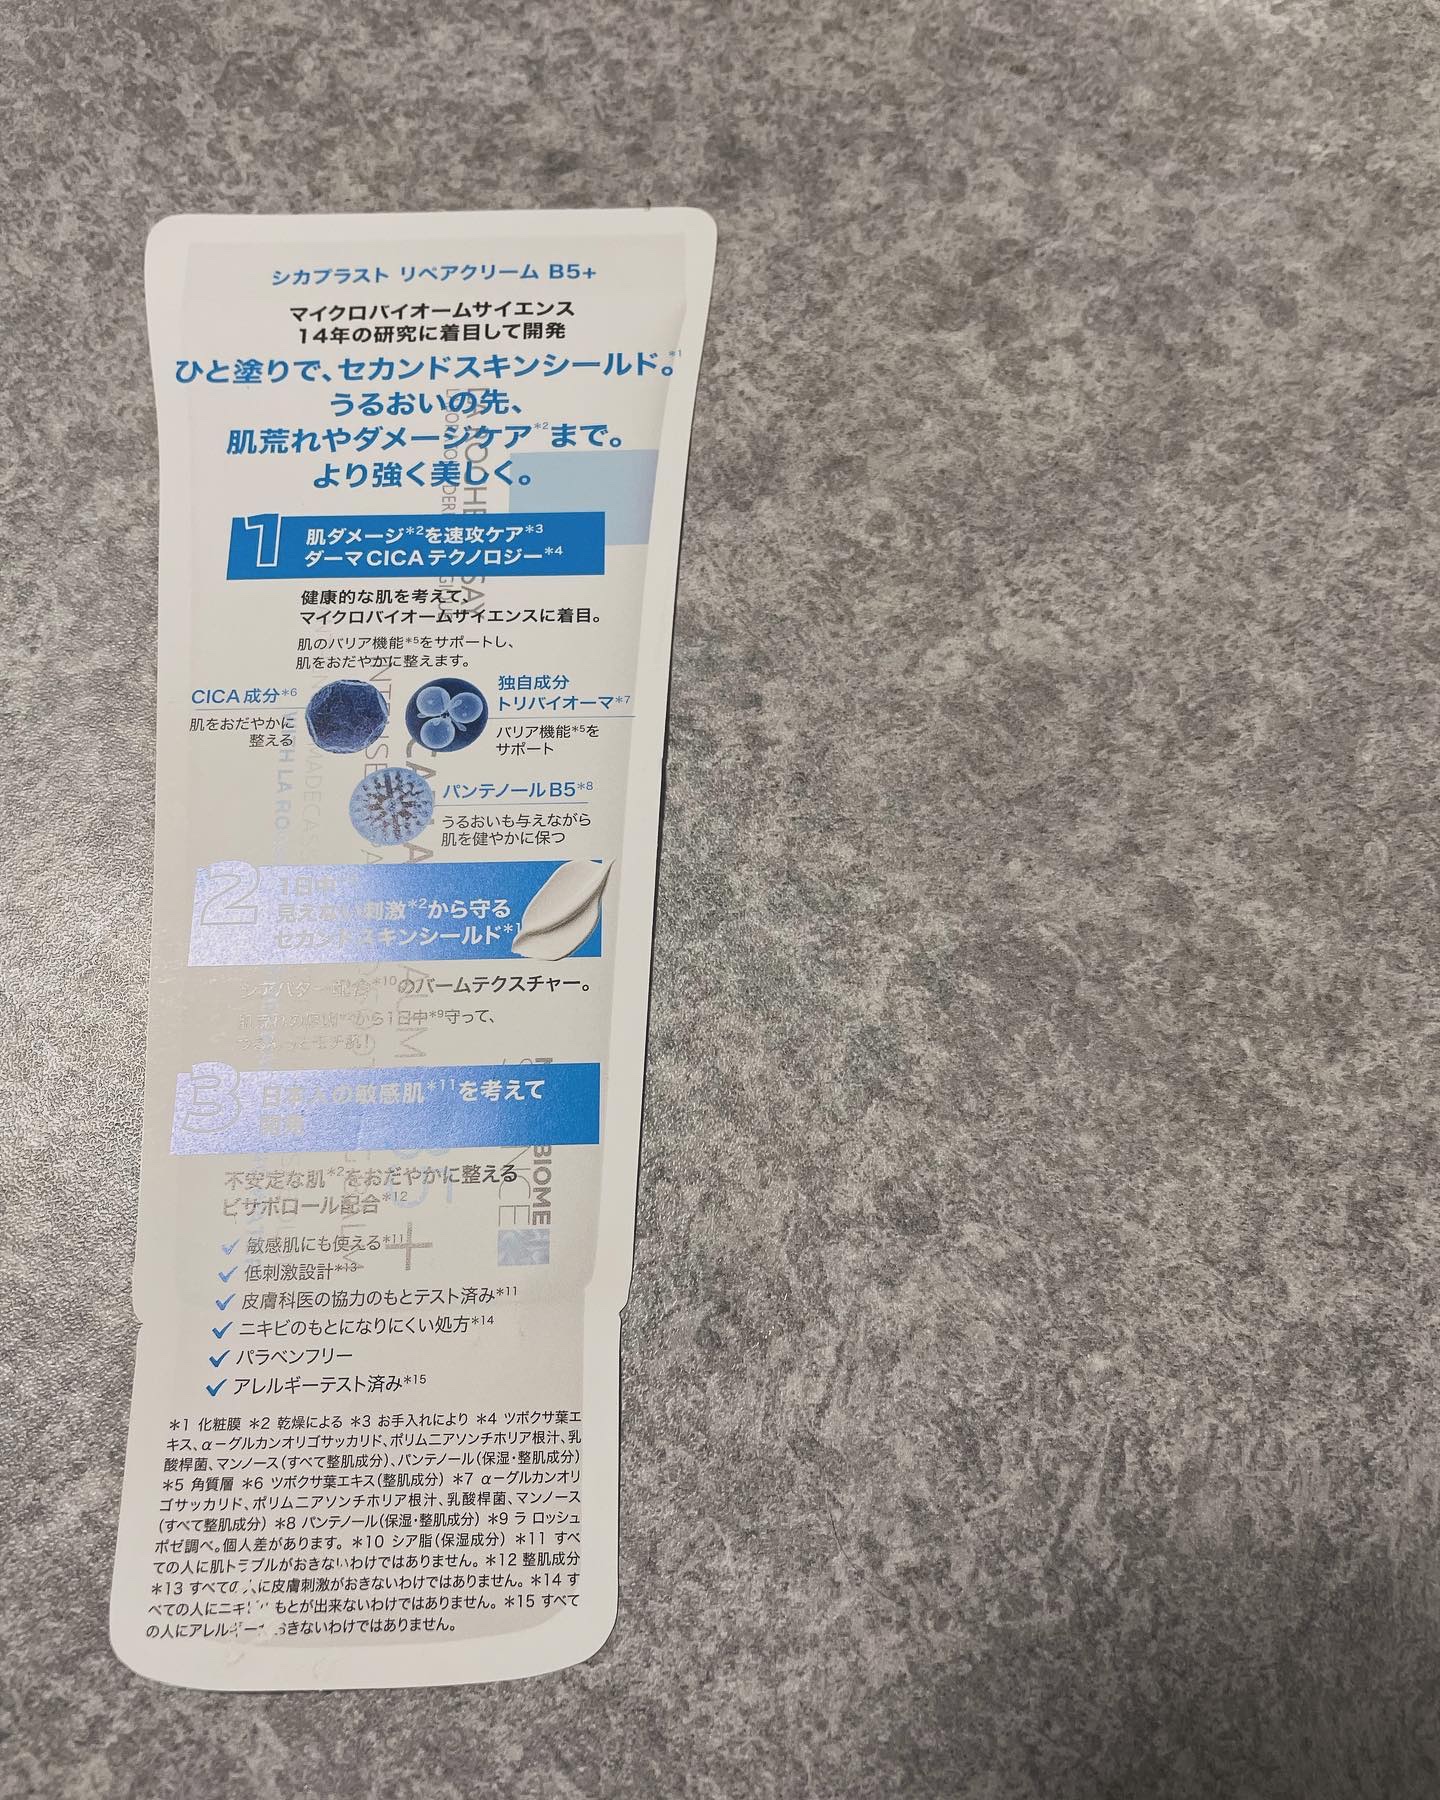 シカプラスト リペアクリーム B5+
マイクロバイオームサイエンス
14年の研究に着目して開発
ひと塗りで、セカンドスキンシールド。*1
うるおいの先、
肌荒れやダメージケア*2まで。
より強く美しく。
1 肌ダメージ*2を速攻ケア*3
ダーマCICAテクノロジー*4
健康的な肌を考えて、
マイクロバイオームサイエンスに着目。
肌のバリア機能*5をサポートし、
肌をおだやかに整えます。
CICA成分*6
肌をおだやかに
整える
独自成分
トリバイオーマ*7
バリア機能*5を
サポート
パンテノールB5*8
うるおいも与えながら
肌を健やかに保つ
2 1日中
見えない刺激*2から守る
セカンドスキンシールド*1
シアバター配合*10のバームテクスチャー。
から1日中*9守って、
3 日本人の敏感肌*11を考えて
開発
不安定な肌*2をおだやかに整える
ビサボロール配合*12
敏感肌にも使える*11
低刺激設計*13
皮膚科医の協力のもとテスト済み*11
ニキビのもとになりにくい処方*14
パラベンフリー
アレルギーテスト済み*15
*1 化粧膜 *2 乾燥による *3 お手入れにより *4 ツボクサ葉エ
キス、α-グルカンオリゴサッカリド、ポリムニアソンチホリア根汁、乳
酸桿菌、マンノース(すべて整肌成分)、パンテノール(保湿・整肌成分)
*5 角質層 *6 ツボクサ葉エキス(整肌成分) *7 α-グルカンオリ
ゴサッカリド、ポリムニアソンチホリア根汁、乳酸桿菌、マンノース
(すべて整肌成分) *8 パンテノール(保湿・整肌成分) *9 ラ ロッシュ
ポゼ調べ。個人差があります。 *10 シア脂(保湿成分) *11 すべ
ての人に肌トラブルがおきないわけではありません。 *12 整肌成分
*13 すべての人に皮膚刺激がおきないわけではありません。 *14 す
べての人にニキビのもとが出来ないわけではありません。 *15 すべて
の人にアレルギーがおきないわけではありません。